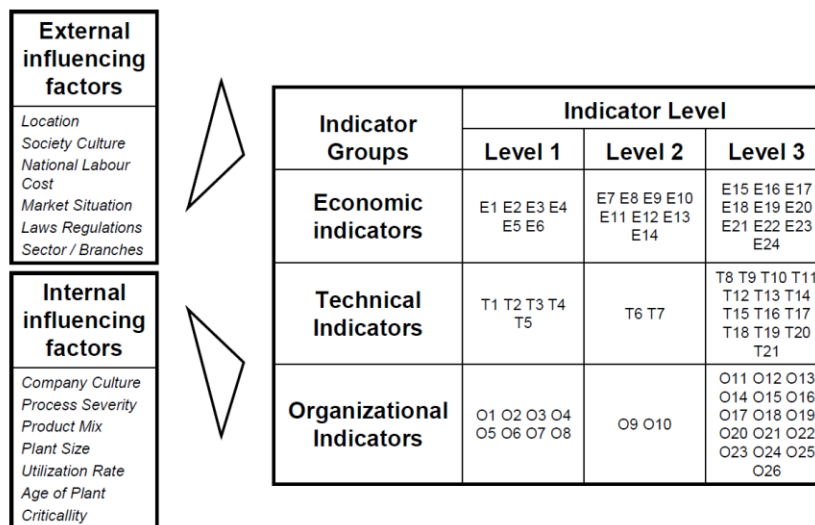 External
influencing
factors
Location
Society Culture
National Labour
Cost
Market Situation
Laws Regulations
Sector / Branches
Internal
influencing
factors
Company Culture
Process Severity
Product Mix
Plant Size
Utilization Rate
Age of Plant
Criticallity
Indicator
Groups
Indicator Level
Level 1
Level 2
Level 3
Economic
indicators
E1 E2 E3 E4
E5 E6
E7 E8 E9 E10
E11 E12 E13
E14
E15 E16 E17
E18 E19 E20
E21 E22 E23
E24
Technical
Indicators
T1 T2 T3 T4
T5
T6 T7
T8 T9 T10 T11
T12 T13 T14
T15 T16 T17
T18 T19 T20
T21
Organizational
Indicators
O1 O2 O3 O4
O5 O6 O7 O8
O9 O10
O11 O12 O13
O14 O15 O16
O17 O18 O19
O20 O21 O22
O23 O24 O25
O26